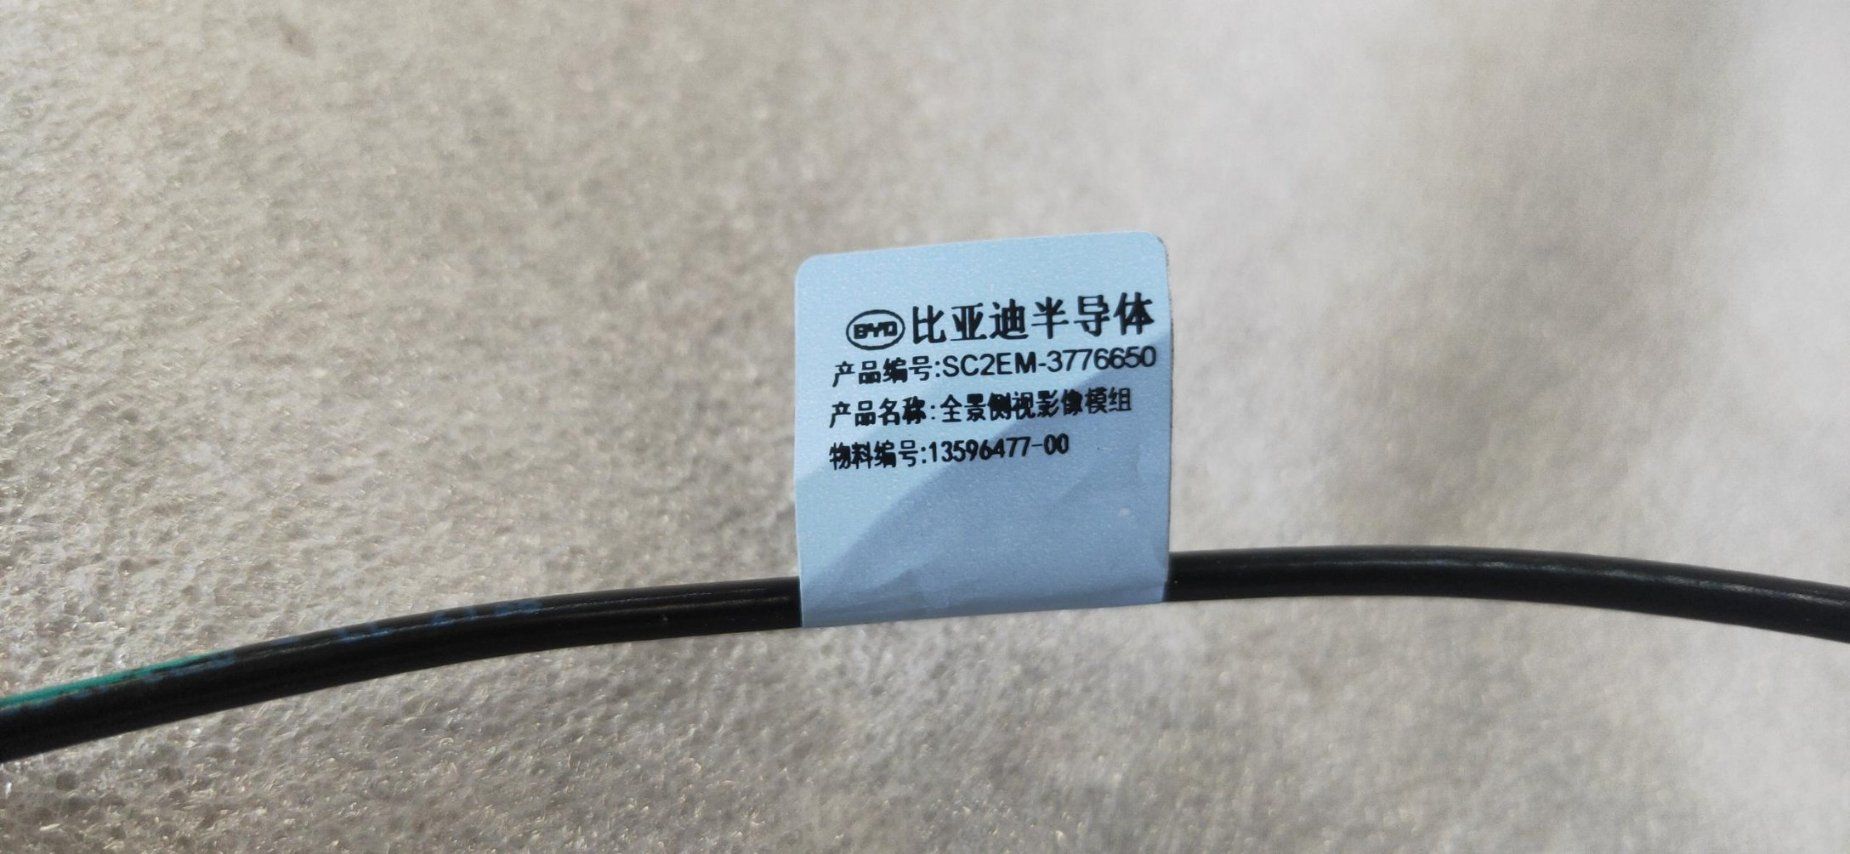 BYD 比亚迪半导体
产品编号:SC2EM-3776650
产品名称:全景侧视影像模组
物料编号:13596477-00